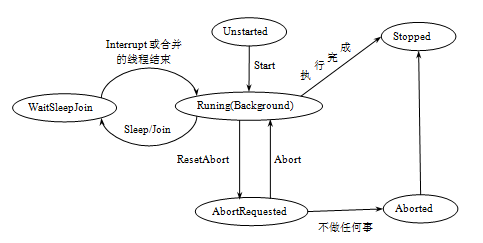 Unstarted
Stopped
Interrupt 或合并
的线程结束
Start
执行完成
WaitSleepJoin
Runing(Background)
Sleep/Join
ResetAbort
Abort
AbortRequested
Aborted
不做任何事